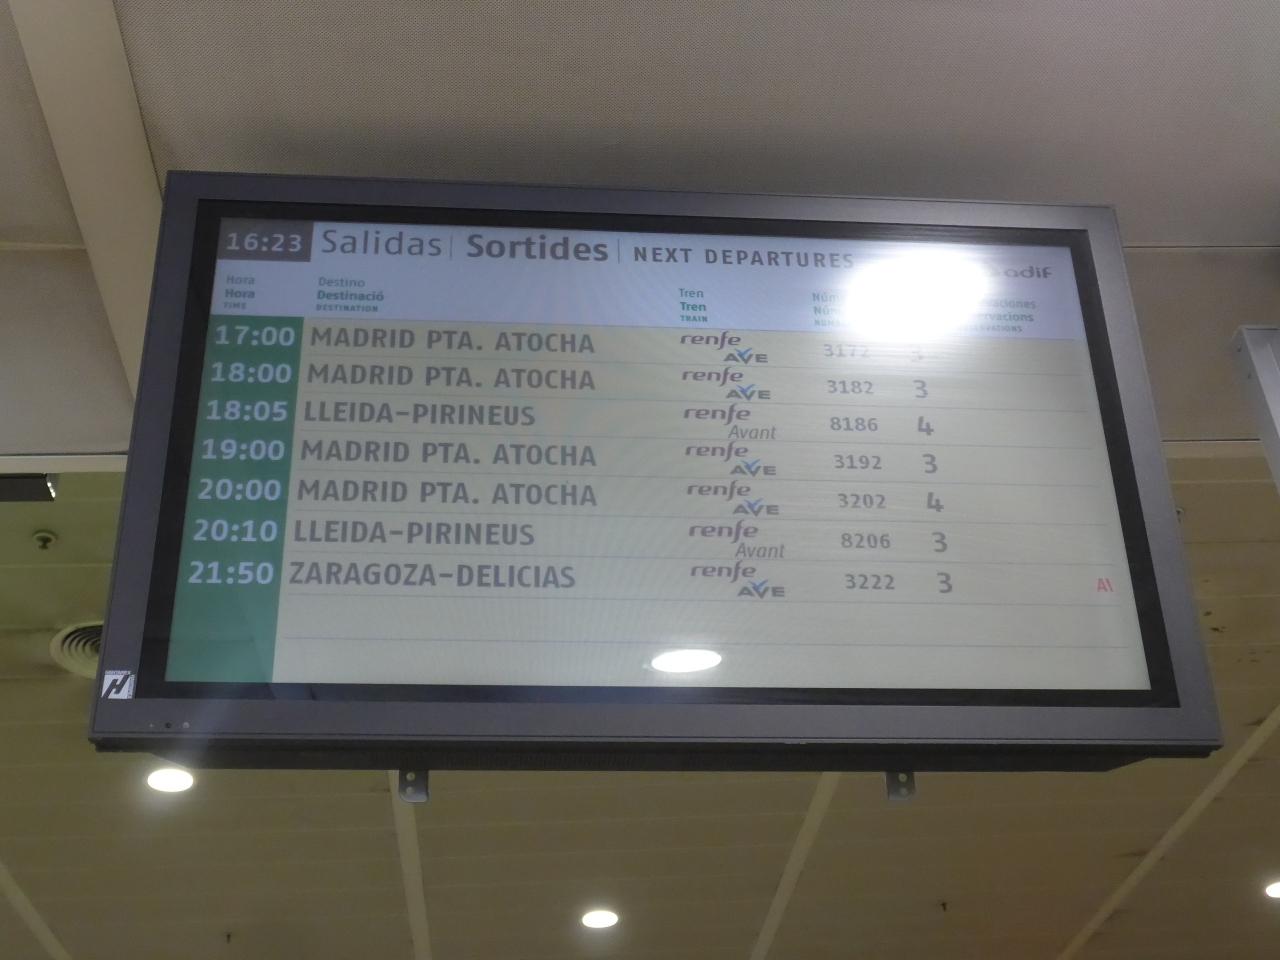 16:23 Salidas | Sortides | NEXT DEPARTURES adif
Hora Destino Tren
Hora Destinació Tren
TIME DESTINATION TRAIN
17:00 MADRID PTA. ATOCHA renfe AVE 3172 3
18:00 MADRID PTA. ATOCHA renfe AVE 3182 3
18:05 LLEIDA-PIRINEUS renfe Avant 8186 4
19:00 MADRID PTA. ATOCHA renfe AVE 3192 3
20:00 MADRID PTA. ATOCHA renfe AVE 3202 4
20:10 LLEIDA-PIRINEUS renfe Avant 8206 3
21:50 ZARAGOZA-DELICIAS renfe AVE 3222 3